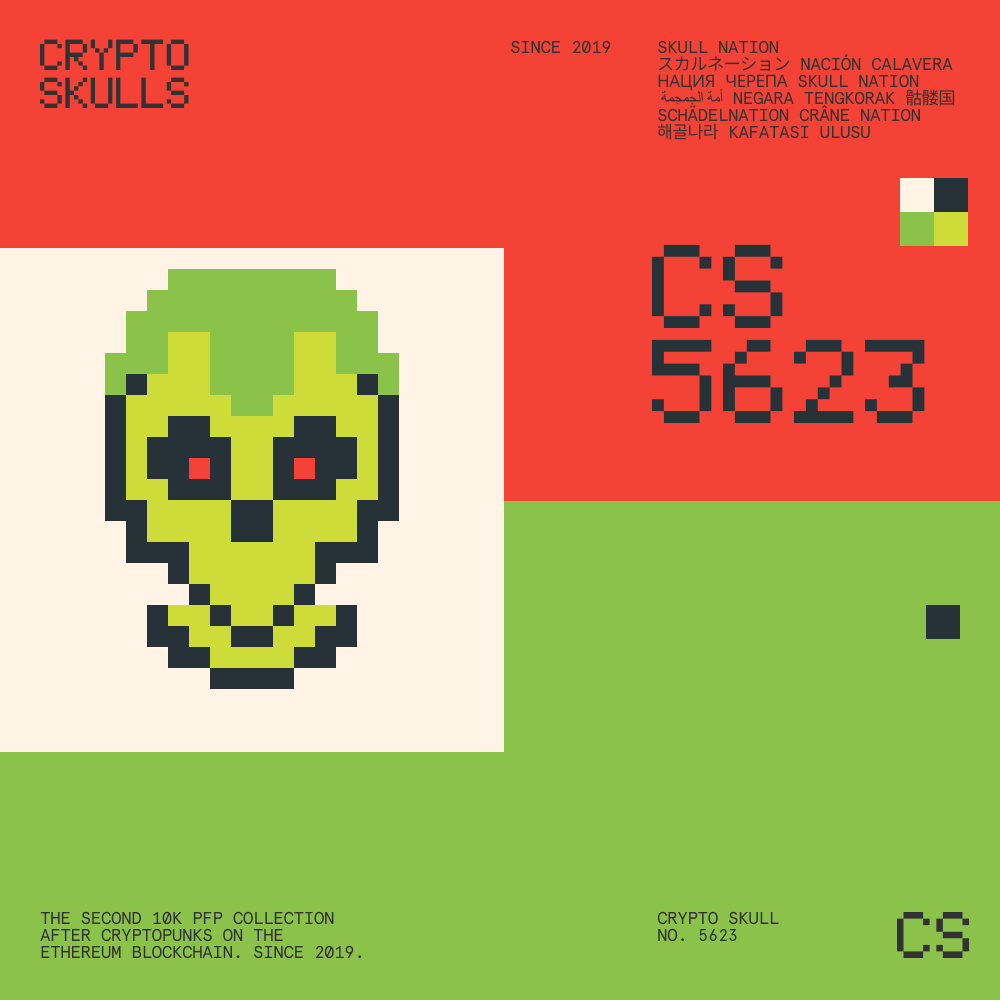 CRYPTO
SKULLS
SINCE 2019
SKULL NATION
スカルネーション NACIÓN CALAVERA
НАЦИЯ ЧЕРЕПА SKULL NATION
أمة الجمجمة NEGARA TENGKORAK 骷髅国
SCHÄDELNATION CRÂNE NATION
해골나라 KAFATASI ULUSU
CS
5623
THE SECOND 10K PFP COLLECTION
AFTER CRYPTOPUNKS ON THE
ETHEREUM BLOCKCHAIN. SINCE 2019.
CRYPTO SKULL
NO. 5623
CS